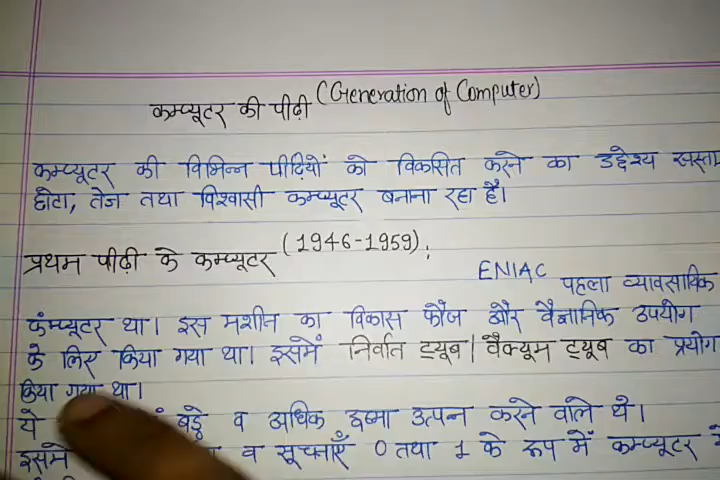 कम्प्यूटर की पीढ़ी (Generation of Computer)
कम्प्यूटर की विभिन्न पीढ़ियों को विकसित करने का उद्देश्य सस्ता
छोटा, तेज तथा विश्वासी कम्प्यूटर बनाना रहा है।
प्रथम पीढ़ी के कम्प्यूटर (1946-1959):
ENIAC पहला व्यावसायिक
कंम्प्यूटर था। इस मशीन का विकास फौज और वैज्ञानिक उपयोग
के लिए किया गया था। इसमें निर्वात ट्यूब/वैक्यूम ट्यूब का प्रयोग
किया गया था।
ये बड़े व अधिक ऊष्मा उत्पन करने वाले थे।
इसमें व सूचनाएँ 0 तथा 1 के रूप में कम्प्यूटर